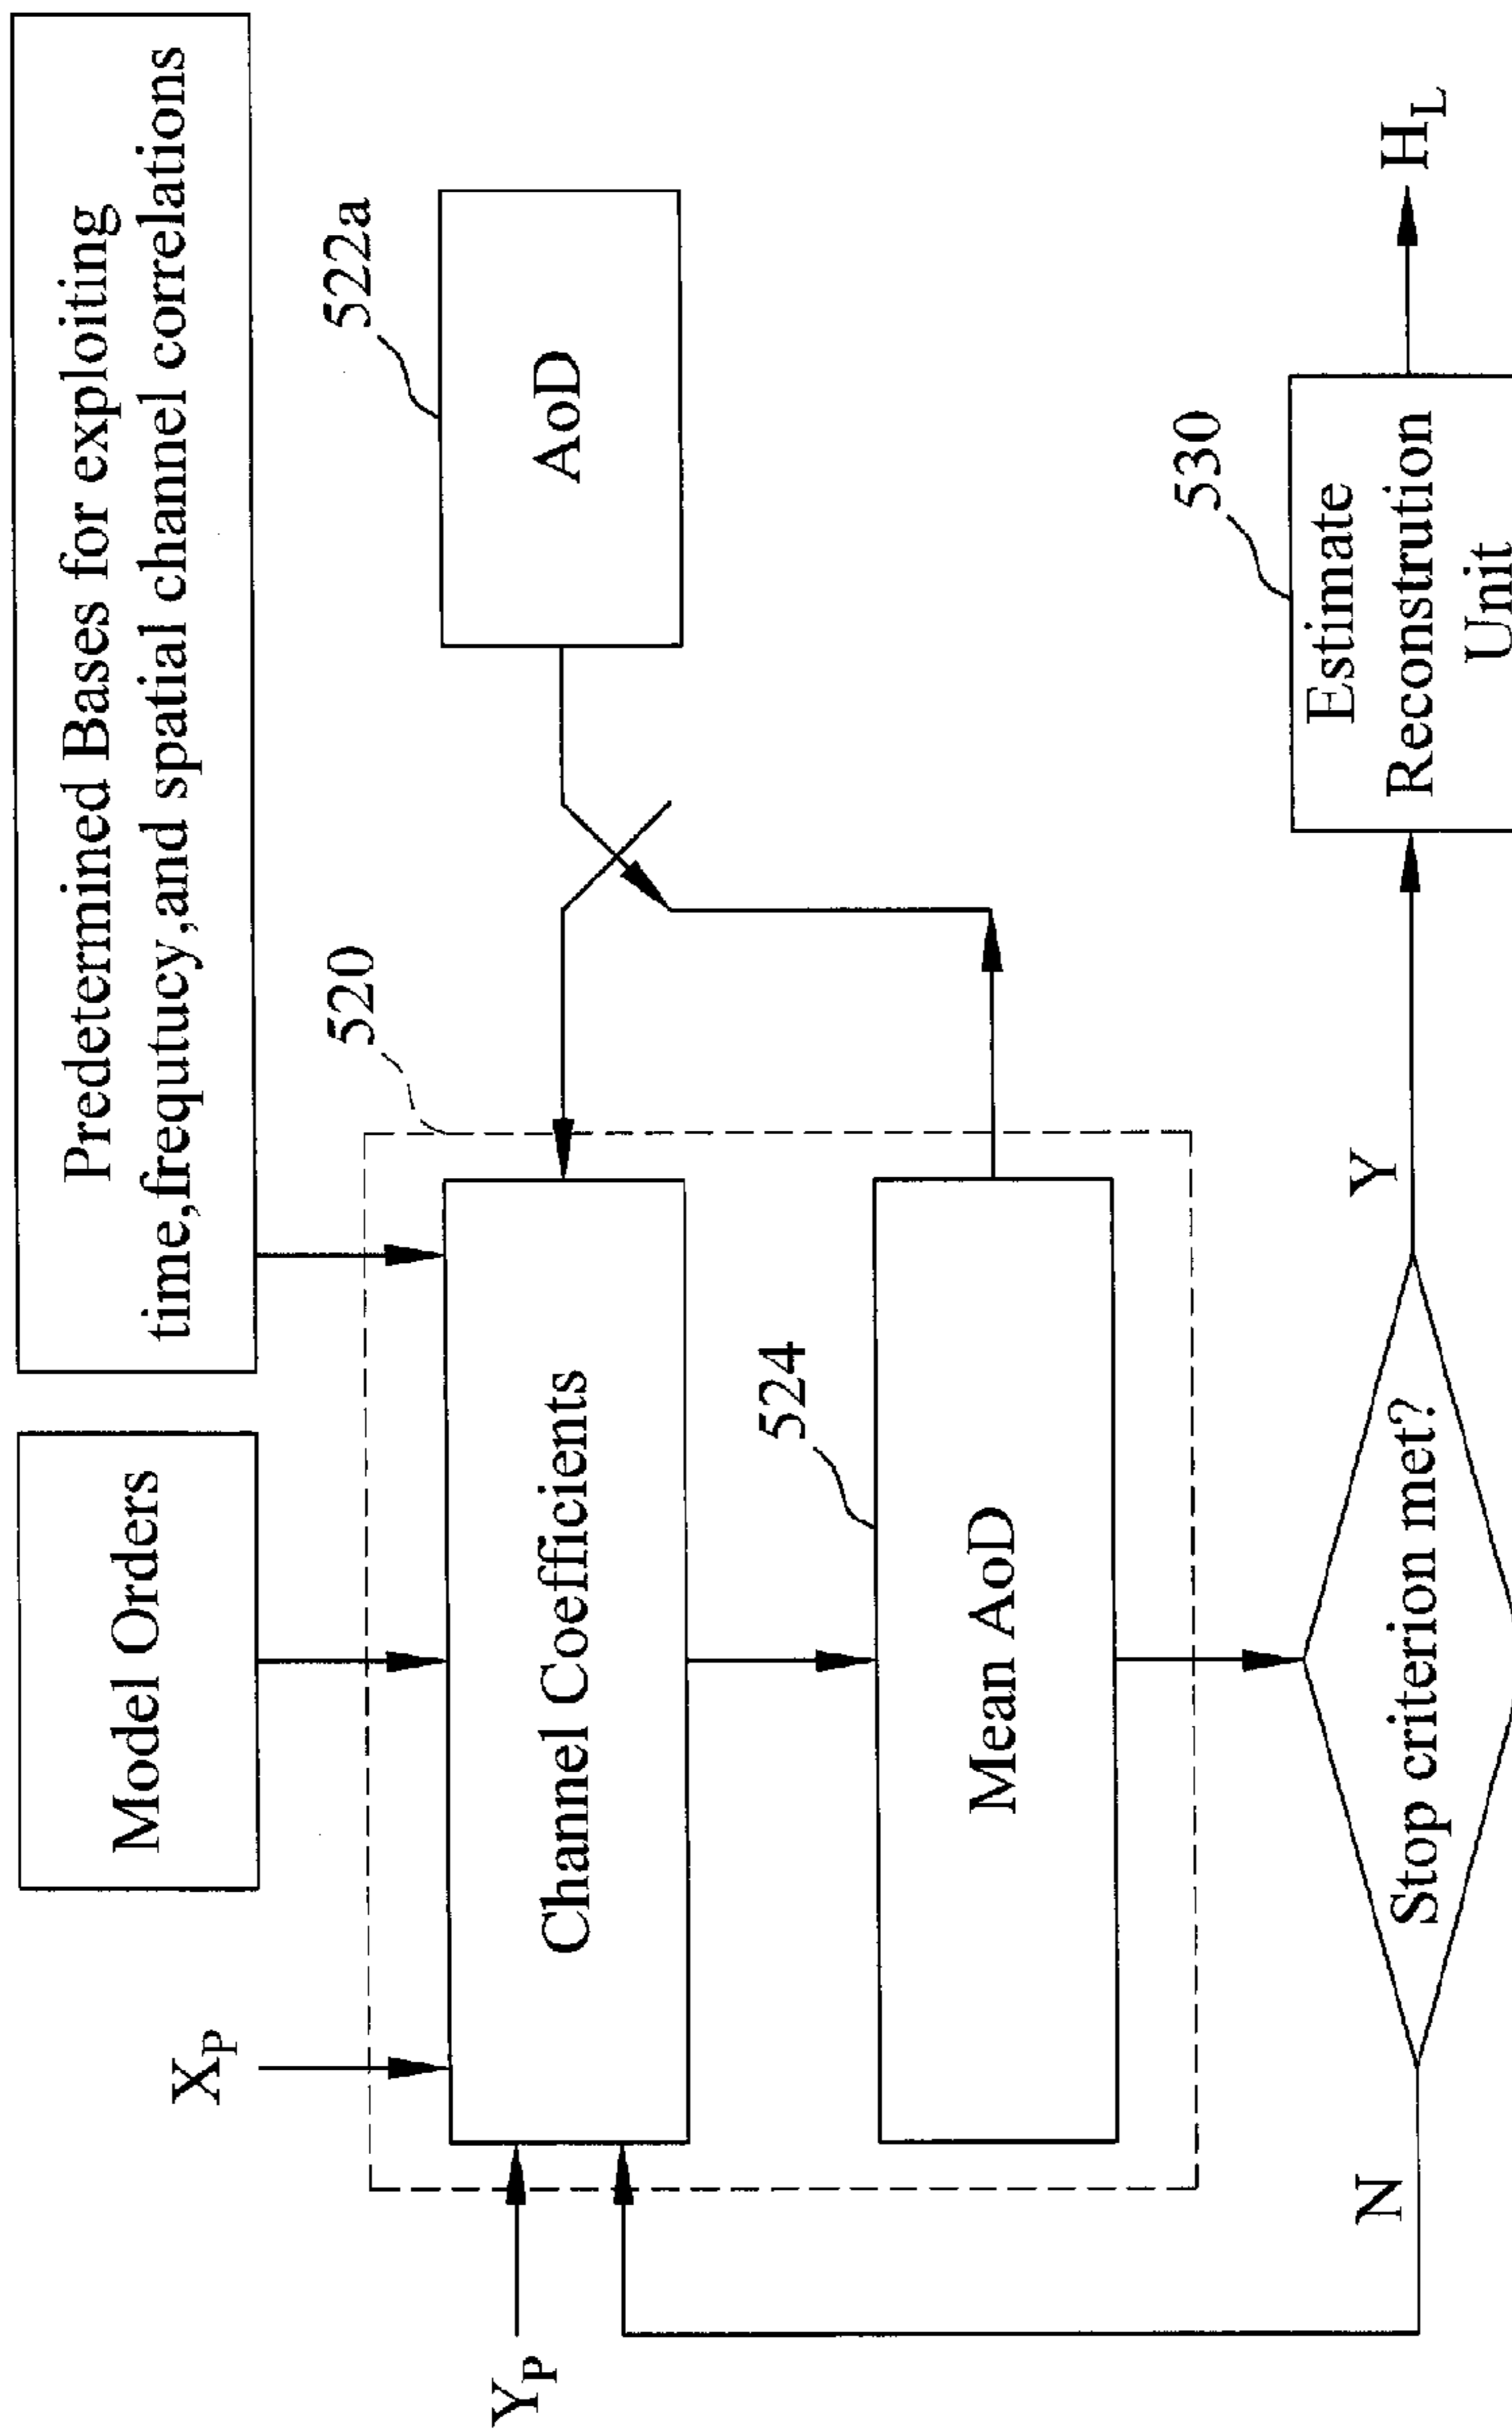 Model Orders
Predetermined Bases for exploiting
time,frequtucy,and spatial channel correlations
X_P
Y_P
520
522a
Channel Coefficients
AoD
524
Mean AoD
N
Stop criterion met?
Y
530
Estimate
Reconstrution
Unit
H_L